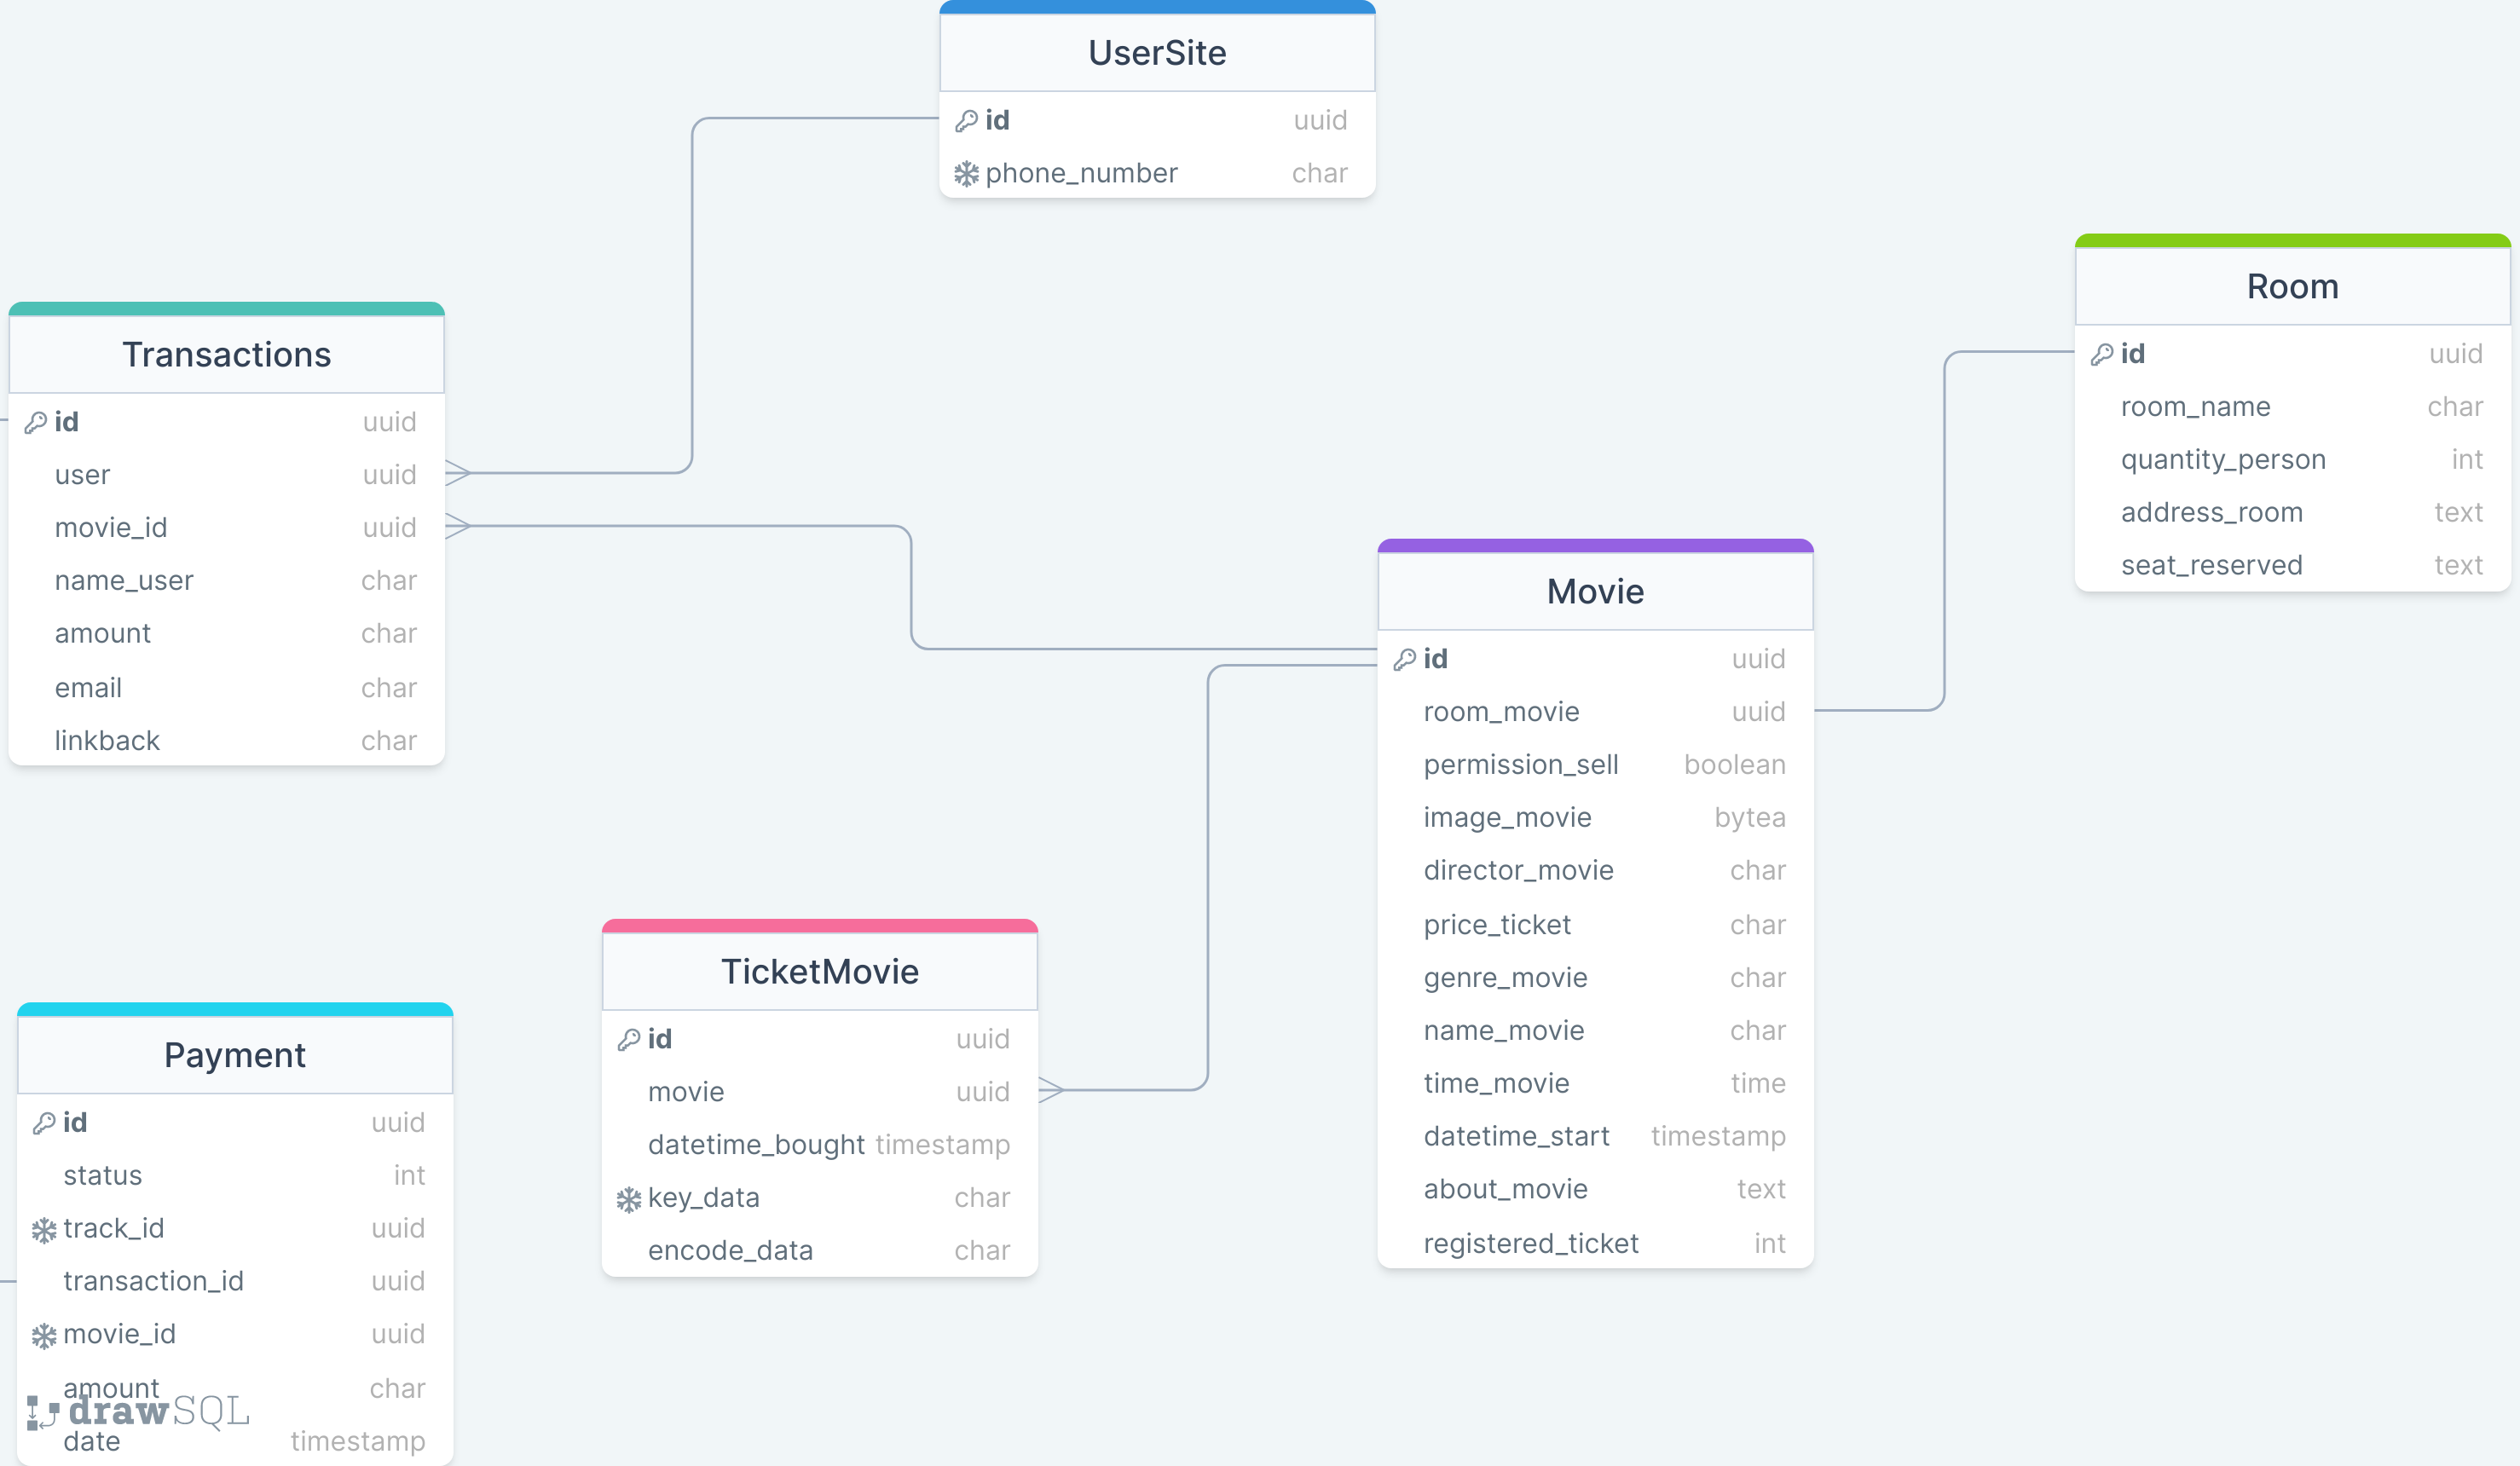 UserSite
id uuid
phone_number char
Room
id uuid
room_name char
quantity_person int
address_room text
seat_reserved text
Transactions
id uuid
user uuid
movie_id uuid
name_user char
amount char
email char
linkback char
Movie
id uuid
room_movie uuid
permission_sell boolean
image_movie bytea
director_movie char
price_ticket char
genre_movie char
name_movie char
time_movie time
datetime_start timestamp
about_movie text
registered_ticket int
TicketMovie
id uuid
movie uuid
datetime_bought timestamp
key_data char
encode_data char
Payment
id uuid
status int
track_id uuid
transaction_id uuid
movie_id uuid
amount char
drawSQL
date timestamp